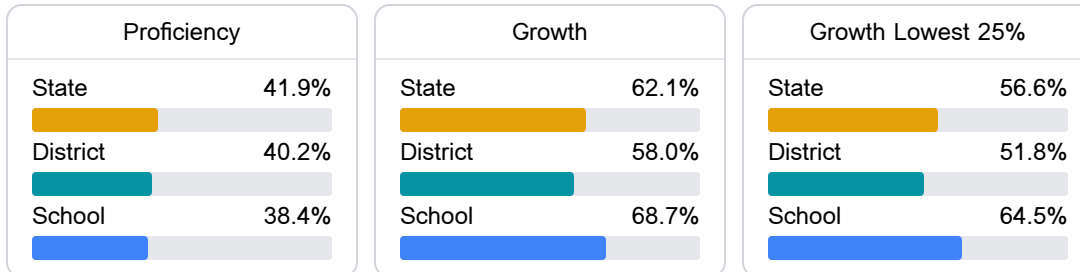 Proficiency
State 41.9%
District 40.2%
School 38.4%
Growth
State 62.1%
District 58.0%
School 68.7%
Growth Lowest 25%
State 56.6%
District 51.8%
School 64.5%